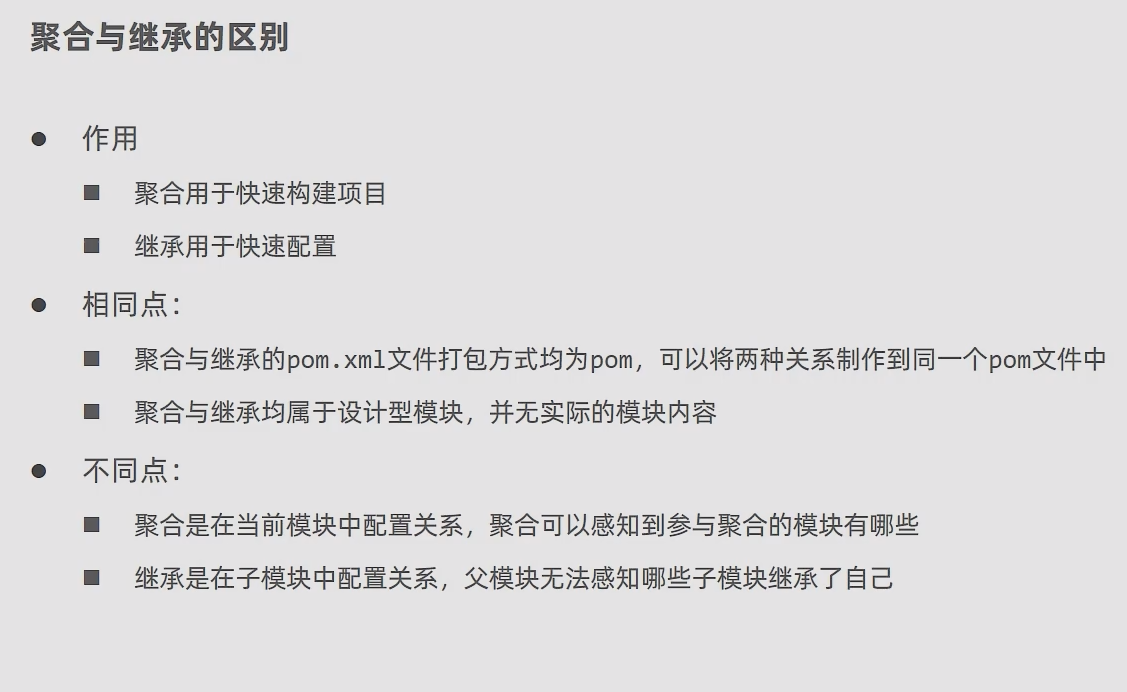 聚合与继承的区别
作用
聚合用于快速构建项目
继承用于快速配置
相同点：
聚合与继承的pom.xml文件打包方式均为pom，可以将两种关系制作到同一个pom文件中
聚合与继承均属于设计型模块，并无实际的模块内容
不同点：
聚合是在当前模块中配置关系，聚合可以感知到参与聚合的模块有哪些
继承是在子模块中配置关系，父模块无法感知哪些子模块继承了自己